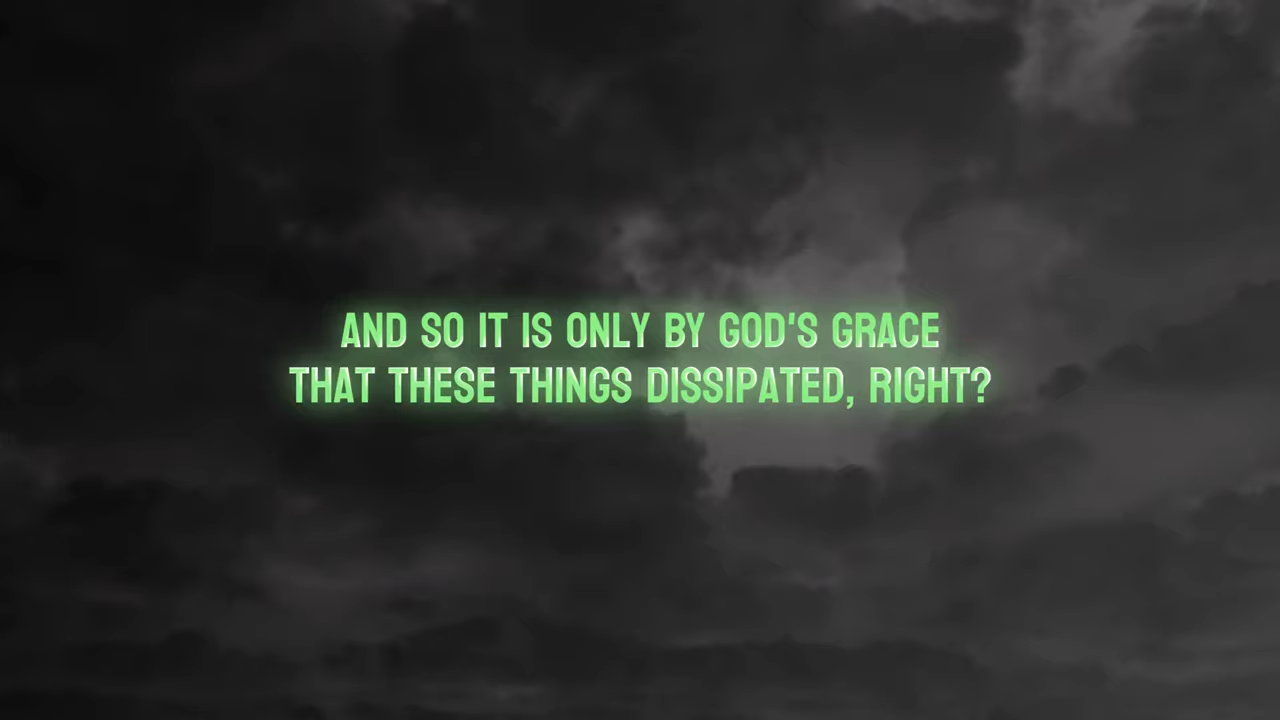 AND SO IT IS ONLY BY GOD'S GRACE
THAT THESE THINGS DISSIPATED, RIGHT?